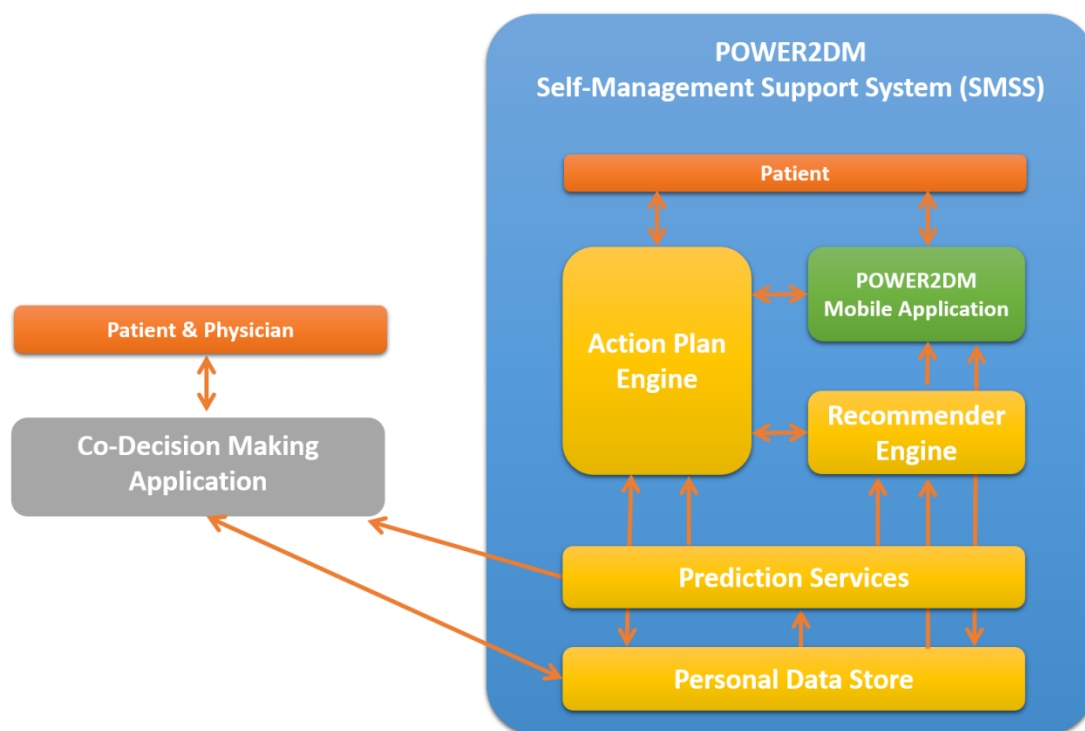 POWER2DM
Self-Management Support System (SMSS)
Patient
POWER2DM
Mobile Application
Patient & Physician
Action Plan
Engine
Recommender
Engine
Co-Decision Making
Application
Prediction Services
Personal Data Store